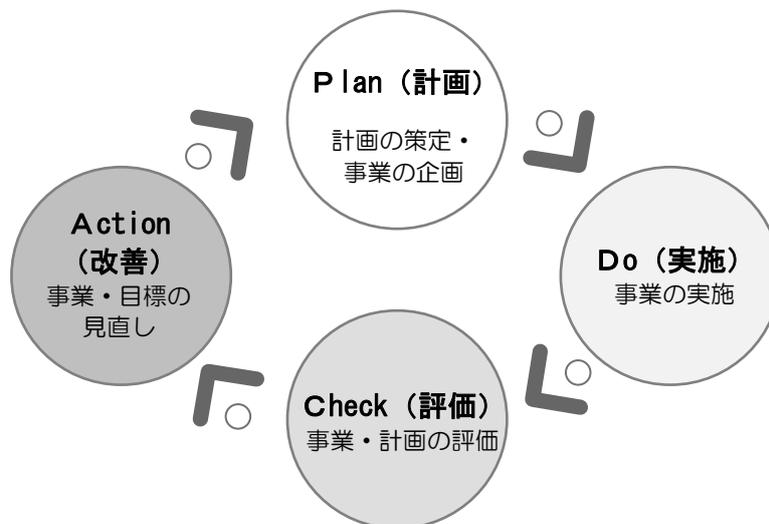 Plan（計画）
計画の策定・
事業の企画
Do（実施）
事業の実施
Check（評価）
事業・計画の評価
Action
（改善）
事業・目標の
見直し